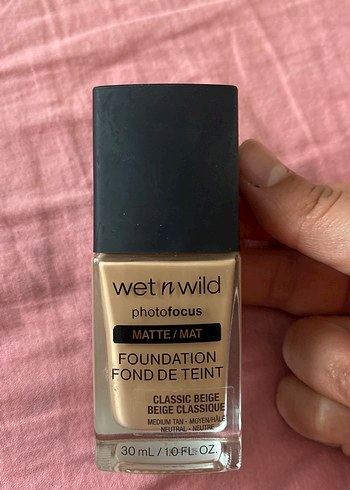 wet n wild
photofocus
MATTE / MAT
FOUNDATION
FOND DE TEINT
CLASSIC BEIGE
BEIGE CLASSIQUE
MEDIUM TAN • MOYEN/HÂLÉ
NEUTRAL • NEUTRE
30 mL / 1.0 FL. OZ.